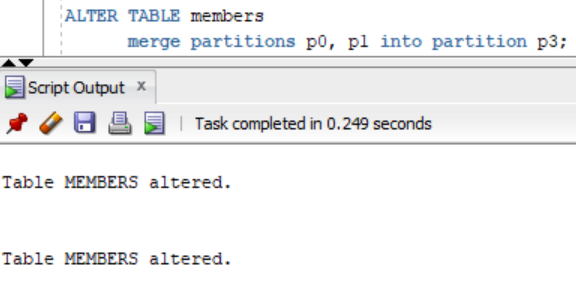 ALTER TABLE members
merge partitions p0, p1 into partition p3;
Script Output x
Task completed in 0.249 seconds
Table MEMBERS altered.
Table MEMBERS altered.